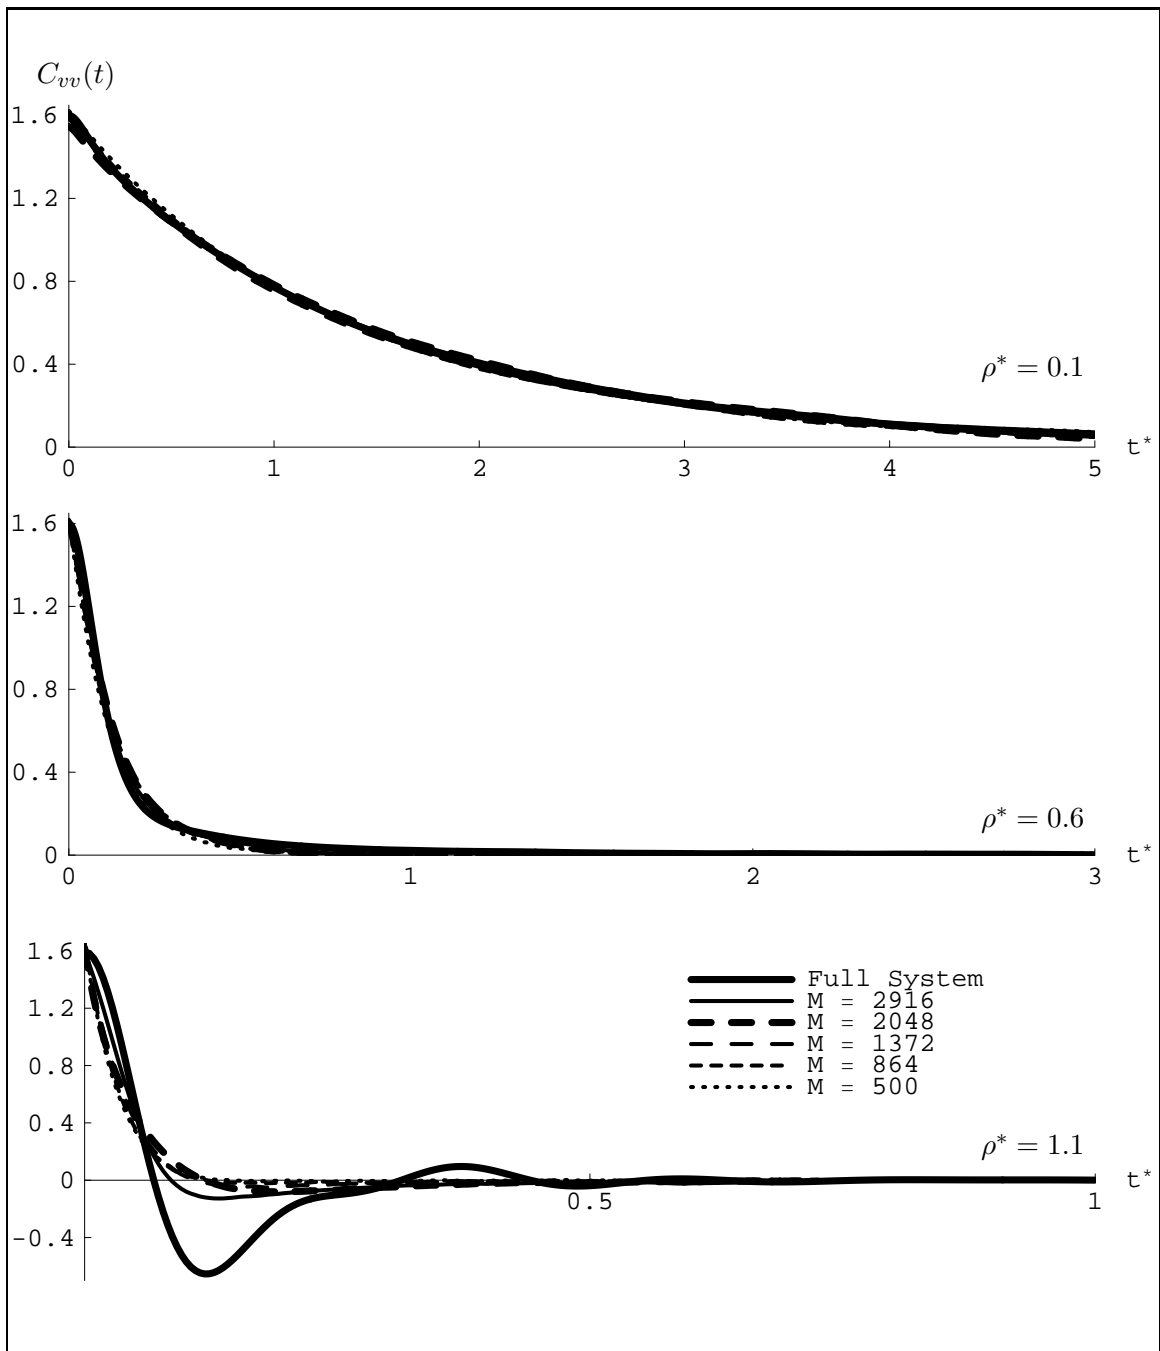 C_{vv}(t)
1.6
1.2
0.8
0.4
0
ρ* = 0.1
0 1 2 3 4 5 t*
1.6
1.2
0.8
0.4
0
ρ* = 0.6
0 1 2 3 t*
1.6
1.2
0.8
0.4
0
-0.4
Full System
M = 2916
M = 2048
M = 1372
M = 864
M = 500
ρ* = 1.1
0.5 1 t*